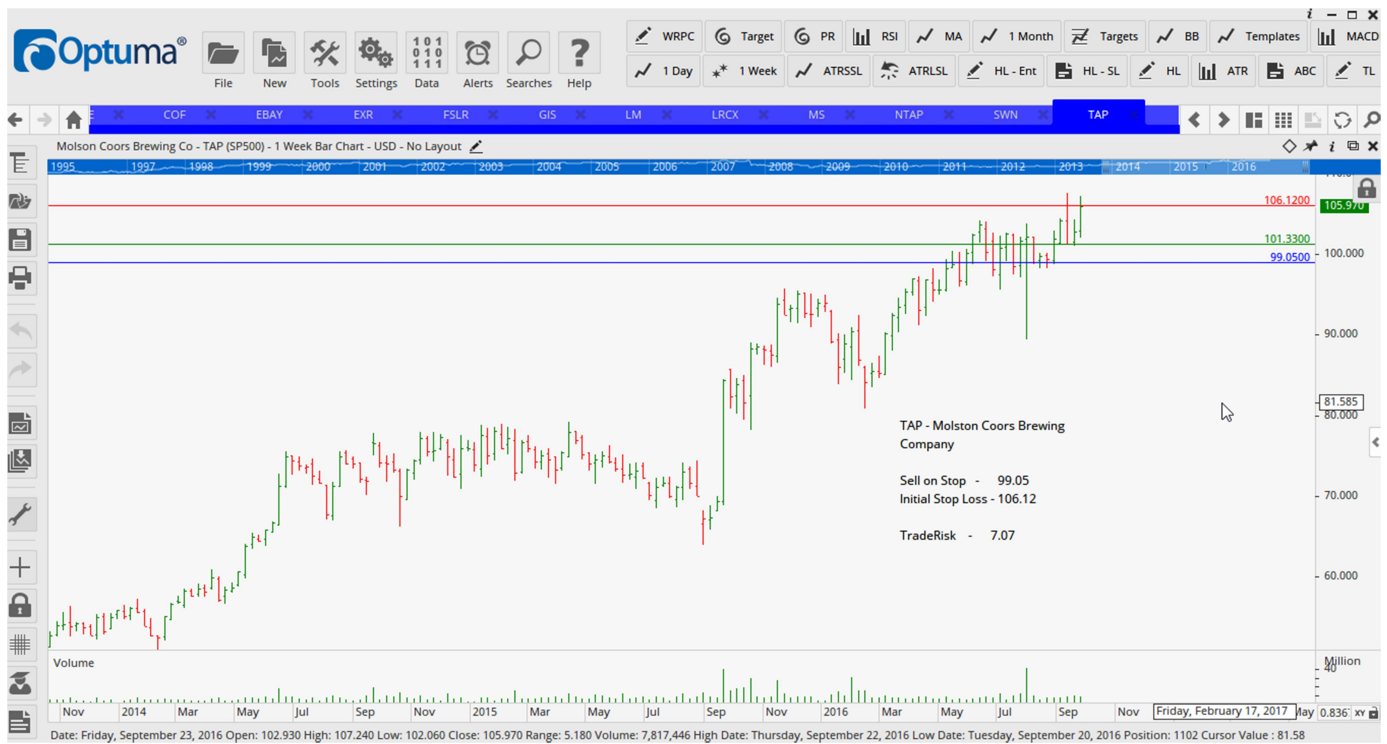 i
Optuma®
File
New
Tools
Settings
101 010 111
Data
Alerts
Searches
?
Help
WRPC
Target
PR
RSI
MA
1 Month
Targets
BB
Templates
MACD
1 Day
1 Week
ATRSSL
ATRLSL
HL - Ent
HL - SL
HL
ATR
ABC
TL
E
COF
EBAY
EXR
FSLR
GIS
LM
LRCX
MS
NTAP
SWN
TAP
Molson Coors Brewing Co - TAP (SP500) - 1 Week Bar Chart - USD - No Layout
i
1995 1997 1998 1999 2000 2001 2002 2003 2004 2005 2006 2007 2008 2009 2010 2011 2012 2013 2014 2015 2016
106.1200
105.970
101.3300
100.000
99.0500
90.000
81.585
80.000
TAP - Molston Coors Brewing
Company
Sell on Stop - 99.05
Initial Stop Loss - 106.12
TradeRisk - 7.07
70.000
60.000
Volume
Million
40
Nov 2014 Mar May Jul Sep Nov 2015 Mar May Jul Sep Nov 2016 Mar May Jul Sep Nov Friday, February 17, 2017 May 0.836 XY
Date: Friday, September 23, 2016 Open: 102.930 High: 107.240 Low: 102.060 Close: 105.970 Range: 5.180 Volume: 7,817,446 High Date: Thursday, September 22, 2016 Low Date: Tuesday, September 20, 2016 Position: 1102 Cursor Value : 81.58